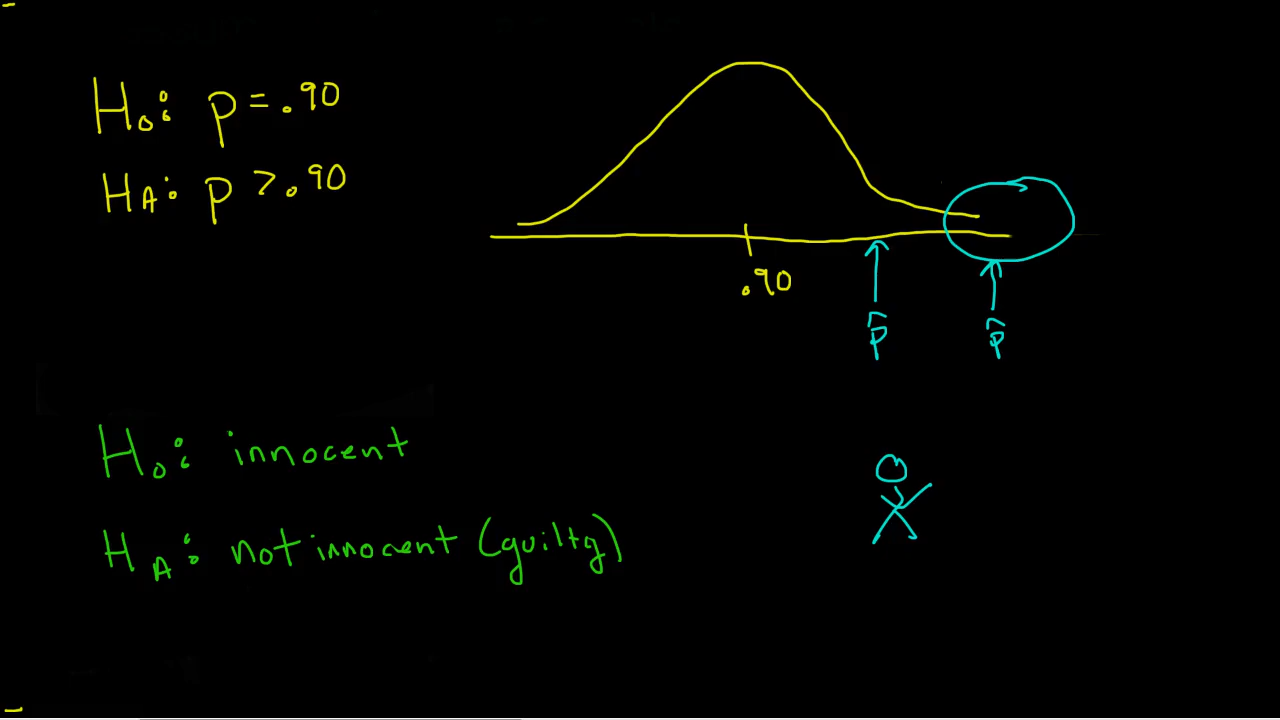 H₀: p = .90
Hₐ: p > .90
.90
p̂ p̂
H₀: innocent
Hₐ: not innocent (guilty)